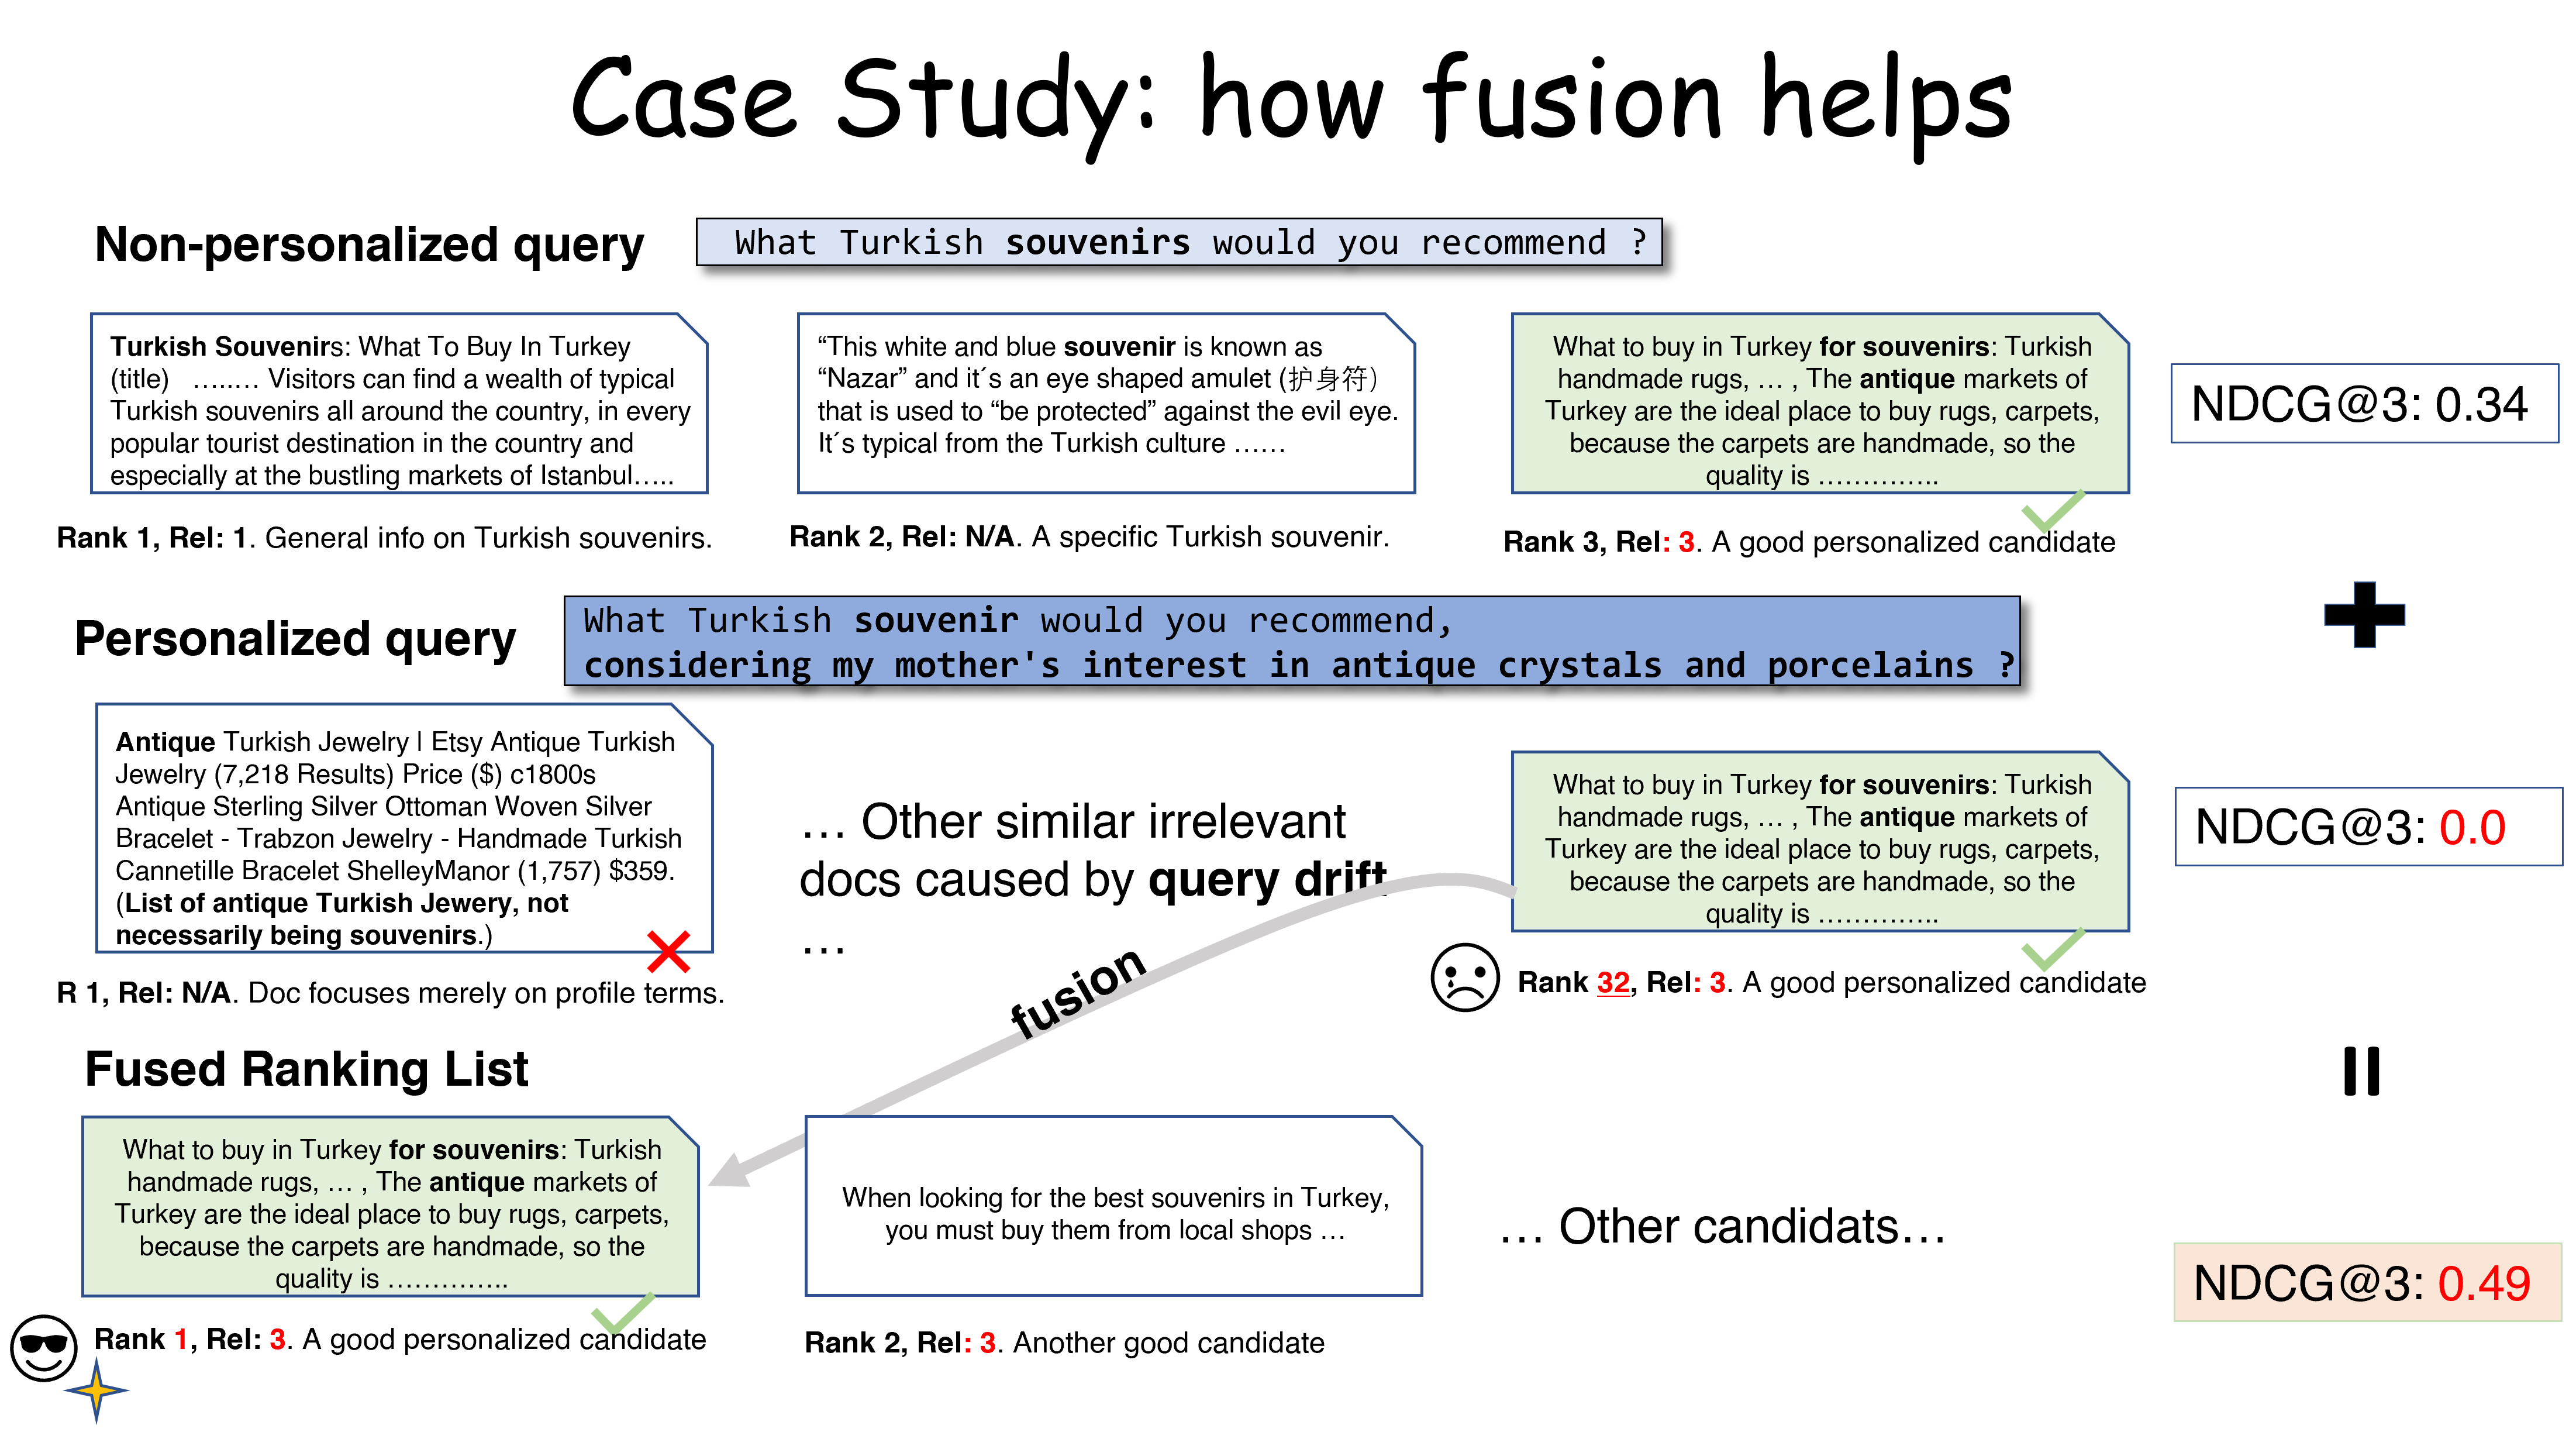 Case Study: how fusion helps
Non-personalized query
What Turkish souvenirs would you recommend ?
Turkish Souvenirs: What To Buy In Turkey
(title) …..… Visitors can find a wealth of typical
Turkish souvenirs all around the country, in every
popular tourist destination in the country and
especially at the bustling markets of Istanbul…..
Rank 1, Rel: 1. General info on Turkish souvenirs.
“This white and blue souvenir is known as
“Nazar” and it´s an eye shaped amulet (护身符）
that is used to “be protected” against the evil eye.
It´s typical from the Turkish culture ……
Rank 2, Rel: N/A. A specific Turkish souvenir.
What to buy in Turkey for souvenirs: Turkish
handmade rugs, … , The antique markets of
Turkey are the ideal place to buy rugs, carpets,
because the carpets are handmade, so the
quality is …………..
Rank 3, Rel: 3. A good personalized candidate
NDCG@3: 0.34
Personalized query
What Turkish souvenir would you recommend,
considering my mother's interest in antique crystals and porcelains ?
Antique Turkish Jewelry | Etsy Antique Turkish
Jewelry (7,218 Results) Price ($) c1800s
Antique Sterling Silver Ottoman Woven Silver
Bracelet - Trabzon Jewelry - Handmade Turkish
Cannetille Bracelet ShelleyManor (1,757) $359.
(List of antique Turkish Jewery, not
necessarily being souvenirs.)
R 1, Rel: N/A. Doc focuses merely on profile terms.
… Other similar irrelevant
docs caused by query drift
…
What to buy in Turkey for souvenirs: Turkish
handmade rugs, … , The antique markets of
Turkey are the ideal place to buy rugs, carpets,
because the carpets are handmade, so the
quality is …………..
Rank 32, Rel: 3. A good personalized candidate
NDCG@3: 0.0
fusion
Fused Ranking List
What to buy in Turkey for souvenirs: Turkish
handmade rugs, … , The antique markets of
Turkey are the ideal place to buy rugs, carpets,
because the carpets are handmade, so the
quality is …………..
Rank 1, Rel: 3. A good personalized candidate
When looking for the best souvenirs in Turkey,
you must buy them from local shops …
Rank 2, Rel: 3. Another good candidate
… Other candidats…
NDCG@3: 0.49